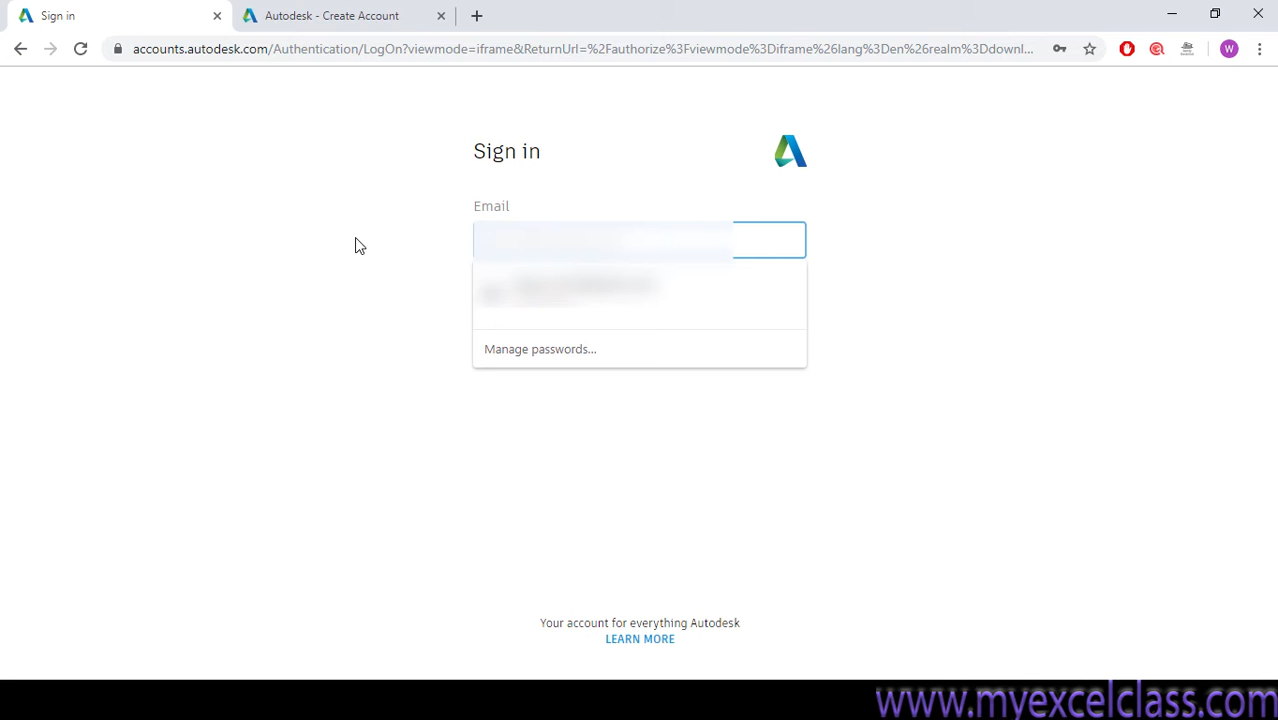 Sign in
Autodesk - Create Account
accounts.autodesk.com/Authentication/LogOn?viewmode=iframe&ReturnUrl=%2Fauthorize%3Fviewmode%3Diframe%26lang%3Den%26realm%3Ddownl...
W
Sign in
Email
Manage passwords...
Your account for everything Autodesk
LEARN MORE
www.myexcelclass.com